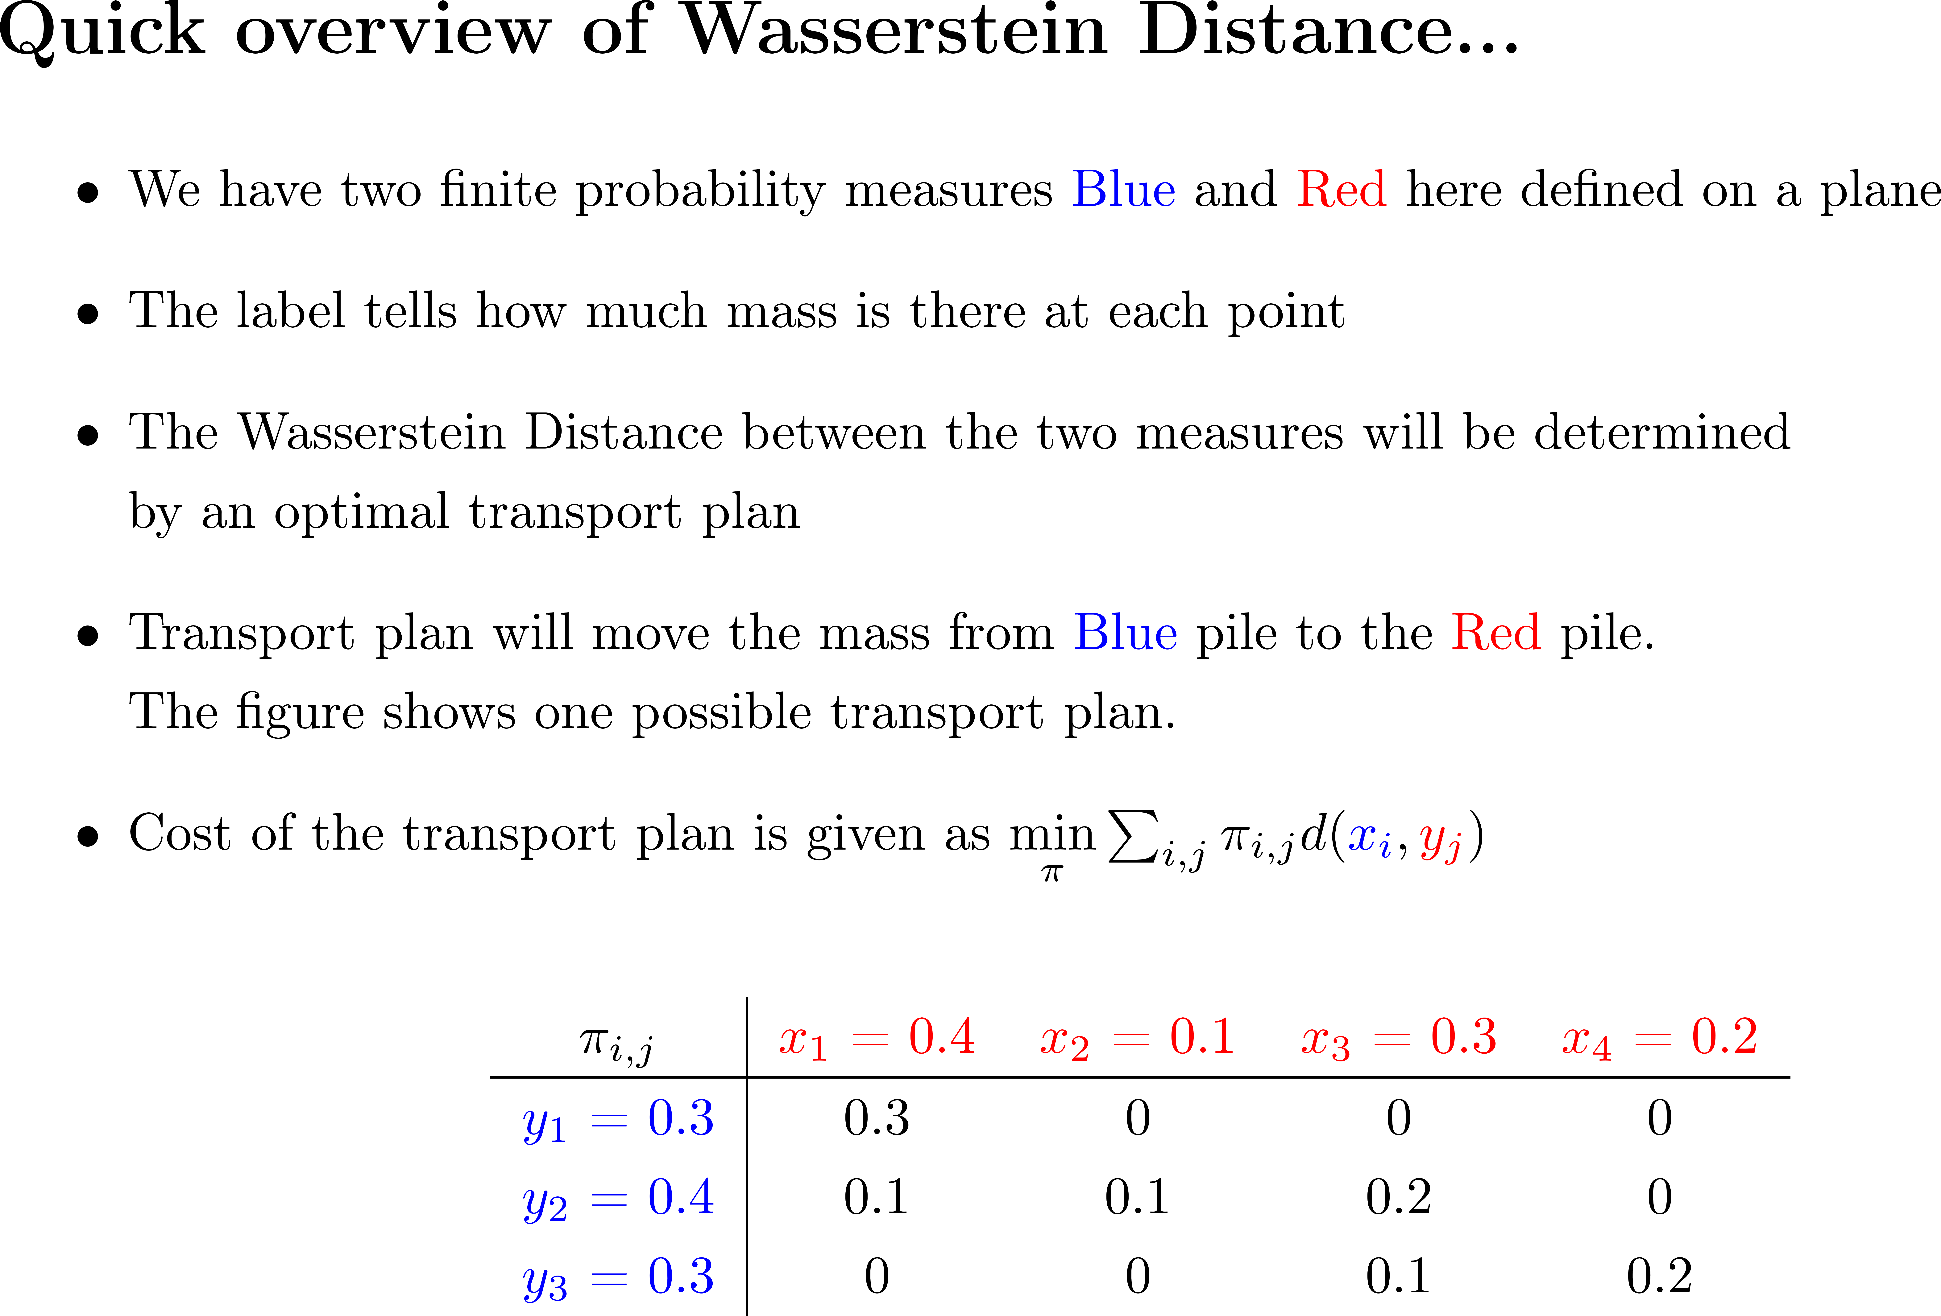 Quick overview of Wasserstein Distance...
• We have two finite probability measures Blue and Red here defined on a plane
• The label tells how much mass is there at each point
• The Wasserstein Distance between the two measures will be determined
by an optimal transport plan
• Transport plan will move the mass from Blue pile to the Red pile.
The figure shows one possible transport plan.
• Cost of the transport plan is given as min_π ∑_{i,j} π_{i,j} d(x_i, y_j)
π_{i,j} x_1 = 0.4 x_2 = 0.1 x_3 = 0.3 x_4 = 0.2
y_1 = 0.3 0.3 0 0 0
y_2 = 0.4 0.1 0.1 0.2 0
y_3 = 0.3 0 0 0.1 0.2